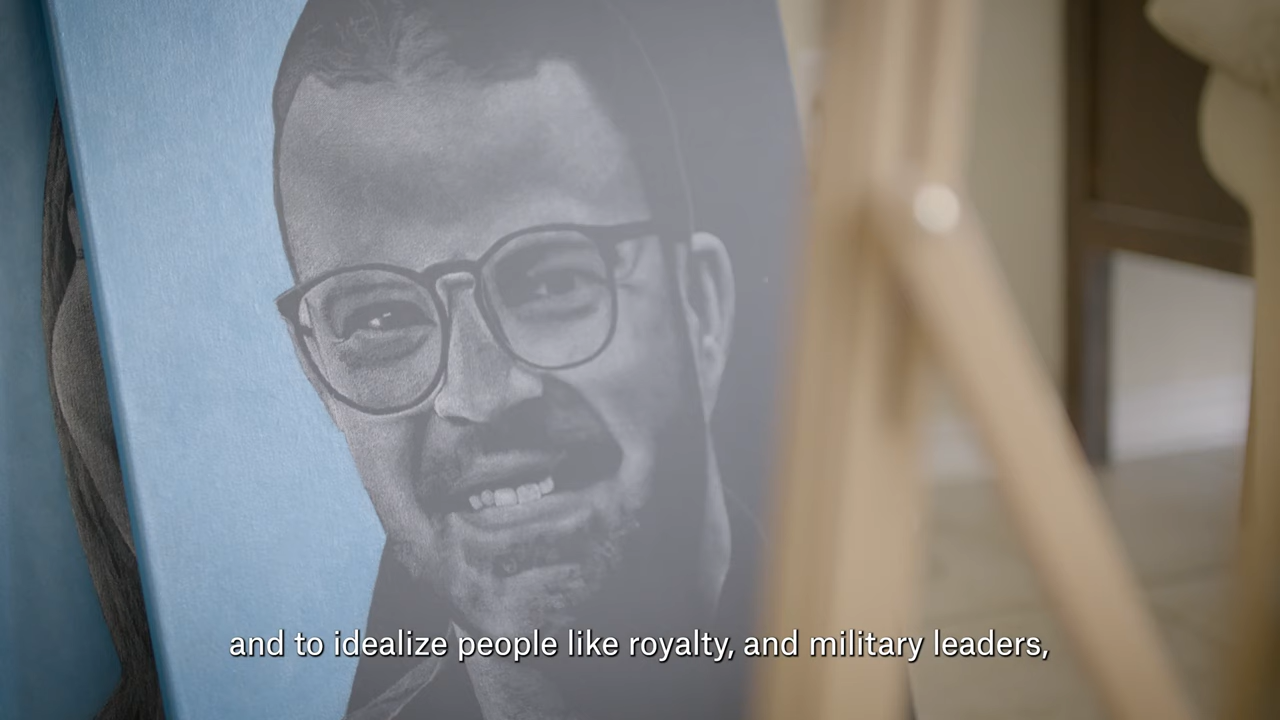 and to idealize people like royalty, and military leaders,